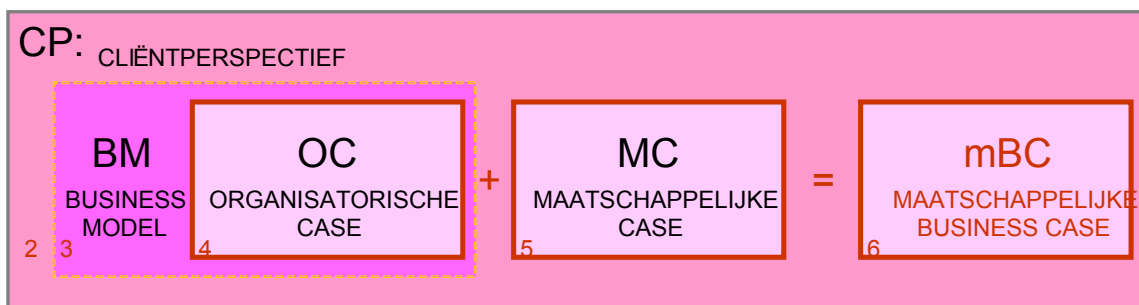 CP: CLIËNTPERSPECTIEF
BM
BUSINESS
MODEL
OC
ORGANISATORISCHE
CASE
+
MC
MAATSCHAPPELIJKE
CASE
=
mBC
MAATSCHAPPELIJKE
BUSINESS CASE
2
3
4
5
6